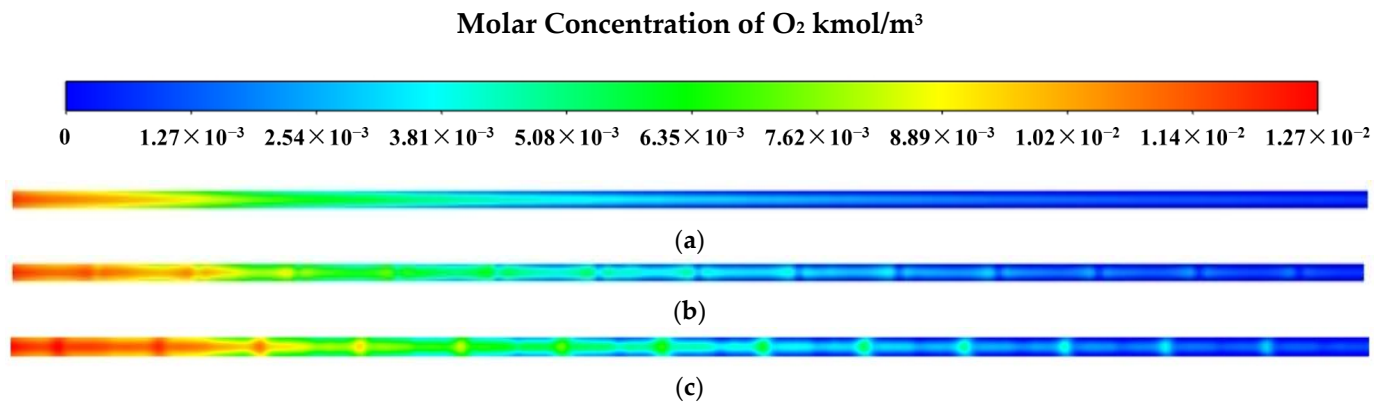 Molar Concentration of O₂ kmol/m³
0 1.27×10⁻³ 2.54×10⁻³ 3.81×10⁻³ 5.08×10⁻³ 6.35×10⁻³ 7.62×10⁻³ 8.89×10⁻³ 1.02×10⁻² 1.14×10⁻² 1.27×10⁻²
(a)
(b)
(c)